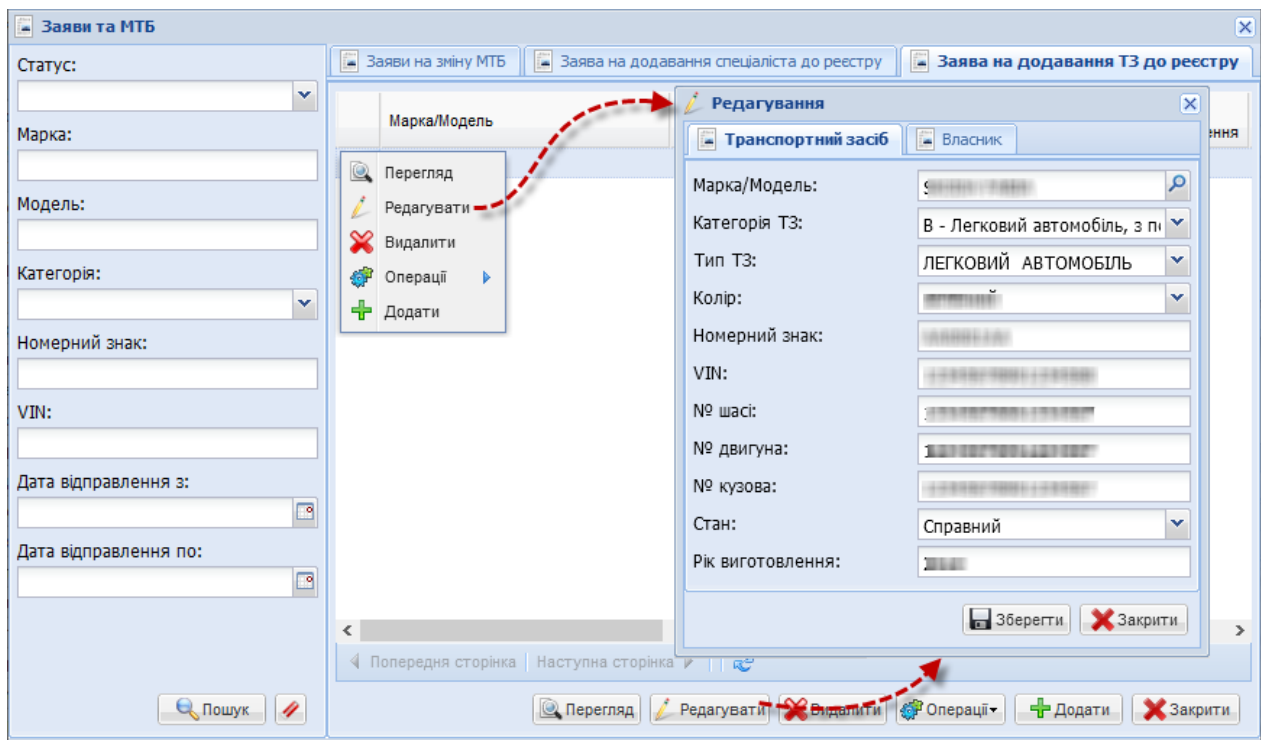 Заяви та МТБ
Статус:
Марка:
Модель:
Категорія:
Номерний знак:
VIN:
Дата відправлення з:
Дата відправлення по:
Пошук
Заяви на зміну МТБ
Заява на додавання спеціаліста до реєстру
Заява на додавання ТЗ до реєстру
Марка/Модель
ння
Перегляд
Редагувати
Видалити
Операції
Додати
Редагування
Транспортний засіб
Власник
Марка/Модель:
Категорія ТЗ: В - Легковий автомобіль, з п
Тип ТЗ: ЛЕГКОВИЙ АВТОМОБІЛЬ
Колір:
Номерний знак:
VIN:
№ шасі:
№ двигуна:
№ кузова:
Стан: Справний
Рік виготовлення:
Зберегти Закрити
Попередня сторінка Наступна сторінка
Перегляд Редагувати Видалити Операції Додати Закрити